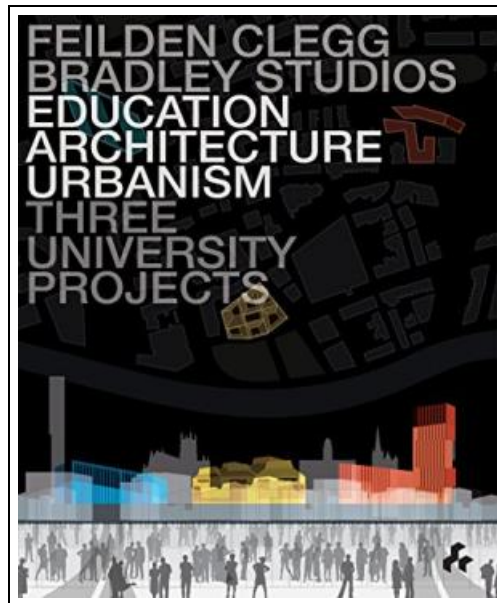 FEILDEN CLEGG
BRADLEY STUDIOS
EDUCATION
ARCHITECTURE
URBANISM
THREE
UNIVERSITY
PROJECTS